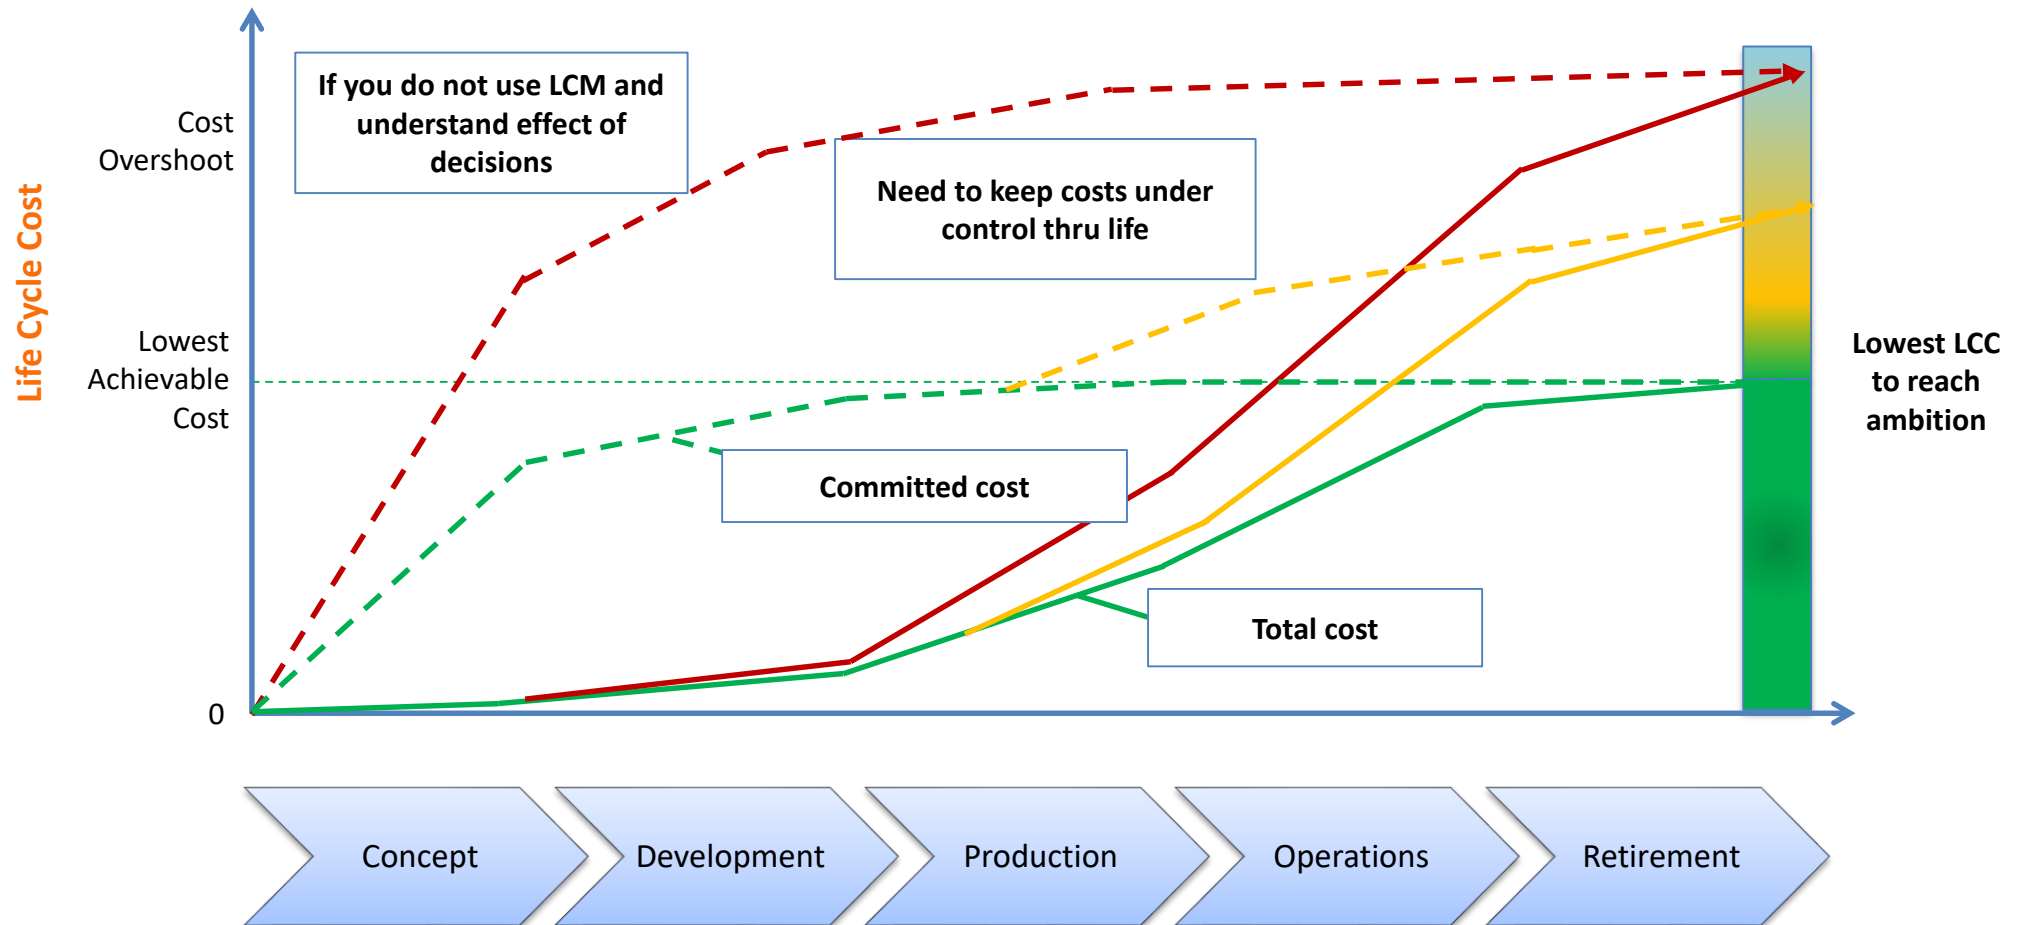 If you do not use LCM and
understand effect of
decisions
Cost
Overshoot
Need to keep costs under
control thru life
Life Cycle Cost
Lowest
Achievable
Cost
Lowest LCC
to reach
ambition
Committed cost
Total cost
0
Concept
Development
Production
Operations
Retirement